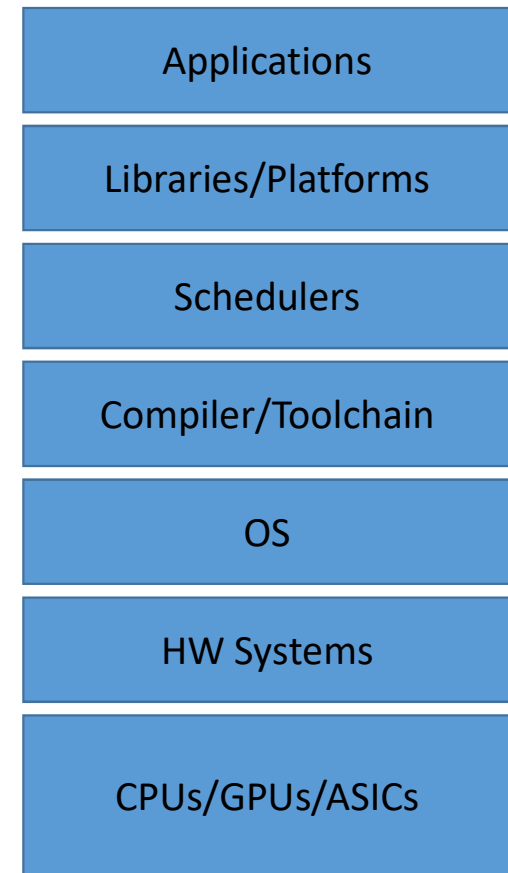 Applications
Libraries/Platforms
Schedulers
Compiler/Toolchain
OS
HW Systems
CPUs/GPUs/ASICs